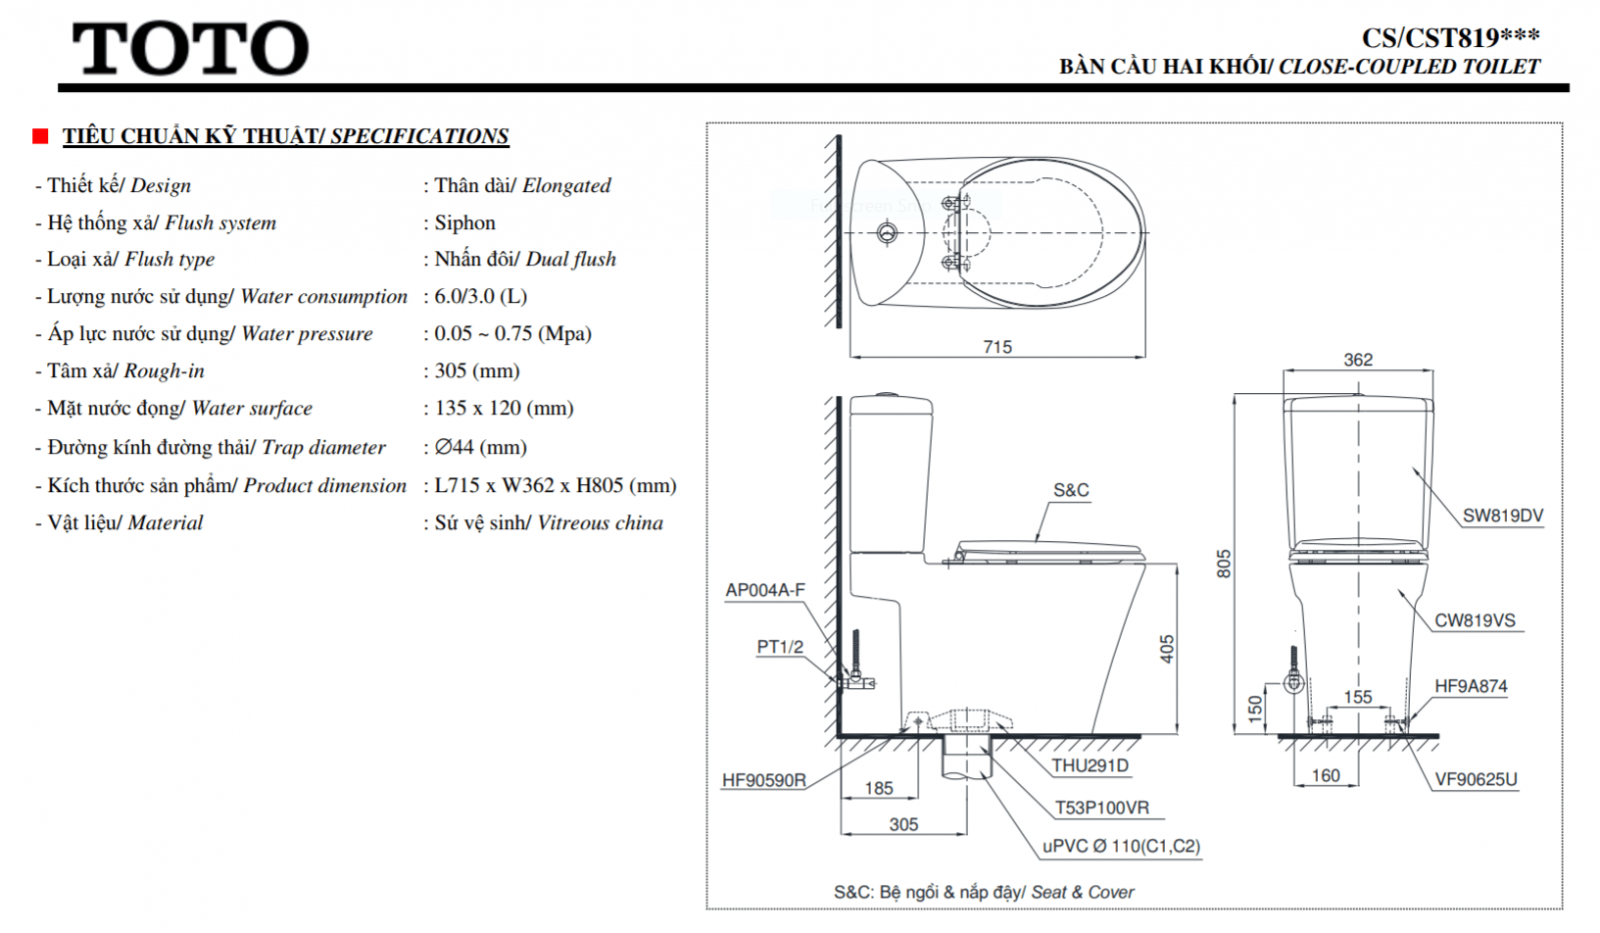 TOTO
CS/CST819***
BÀN CẦU HAI KHỐI/ CLOSE-COUPLED TOILET
TIÊU CHUẨN KỸ THUẬT/ SPECIFICATIONS
- Thiết kế/ Design : Thân dài/ Elongated
- Hệ thống xả/ Flush system : Siphon
- Loại xả/ Flush type : Nhấn đôi/ Dual flush
- Lượng nước sử dụng/ Water consumption : 6.0/3.0 (L)
- Áp lực nước sử dụng/ Water pressure : 0.05 ~ 0.75 (Mpa)
- Tâm xả/ Rough-in : 305 (mm)
- Mặt nước đọng/ Water surface : 135 x 120 (mm)
- Đường kính đường thải/ Trap diameter : Ø44 (mm)
- Kích thước sản phẩm/ Product dimension : L715 x W362 x H805 (mm)
- Vật liệu/ Material : Sứ vệ sinh/ Vitreous china
715
362
S&C
SW819DV
805
AP004A-F
CW819VS
405
PT1/2
HF9A874
155
150
THU291D
HF90590R
160
VF90625U
185
T53P100VR
305
uPVC Ø 110(C1,C2)
S&C: Bệ ngồi & nắp đậy/ Seat & Cover